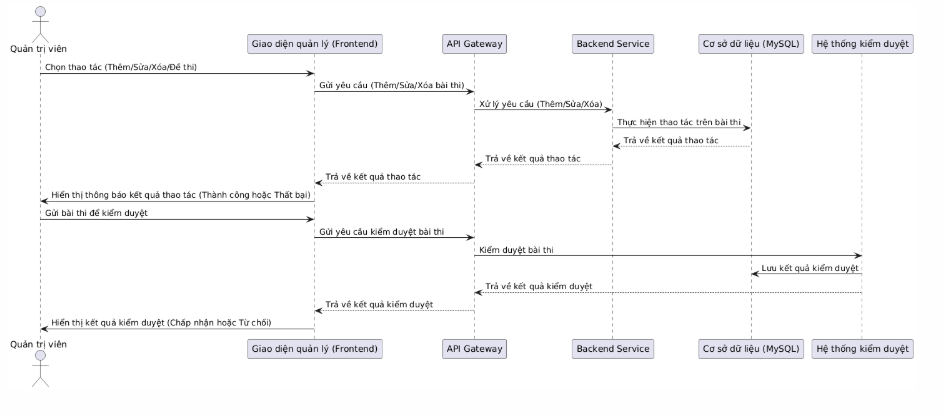 Quản trị viên
Giao diện quản lý (Frontend)
API Gateway
Backend Service
Cơ sở dữ liệu (MySQL)
Hệ thống kiểm duyệt
Chọn thao tác (Thêm/Sửa/Xóa/Đề thi)
Gửi yêu cầu (Thêm/Sửa/Xóa bài thi)
Xử lý yêu cầu (Thêm/Sửa/Xóa)
Thực hiện thao tác trên bài thi
Trả về kết quả thao tác
Trả về kết quả thao tác
Trả về kết quả thao tác
Hiển thị thông báo kết quả thao tác (Thành công hoặc Thất bại)
Gửi bài thi để kiểm duyệt
Gửi yêu cầu kiểm duyệt bài thi
Kiểm duyệt bài thi
Lưu kết quả kiểm duyệt
Trả về kết quả kiểm duyệt
Trả về kết quả kiểm duyệt
Hiển thị kết quả kiểm duyệt (Chấp nhận hoặc Từ chối)
Quản trị viên
Giao diện quản lý (Frontend)
API Gateway
Backend Service
Cơ sở dữ liệu (MySQL)
Hệ thống kiểm duyệt